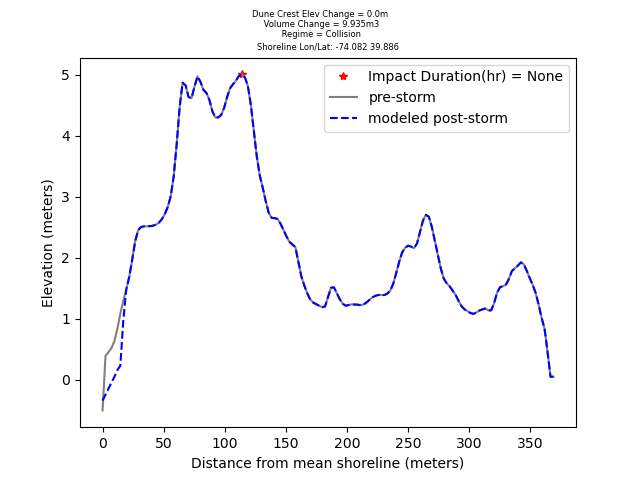 Dune Crest Elev Change = 0.0m
Volume Change = 9.935m3
Regime = Collision
Shoreline Lon/Lat: -74.082 39.886
Impact Duration(hr) = None
pre-storm
modeled post-storm
Elevation (meters)
5
4
3
2
1
0
0 50 100 150 200 250 300 350
Distance from mean shoreline (meters)